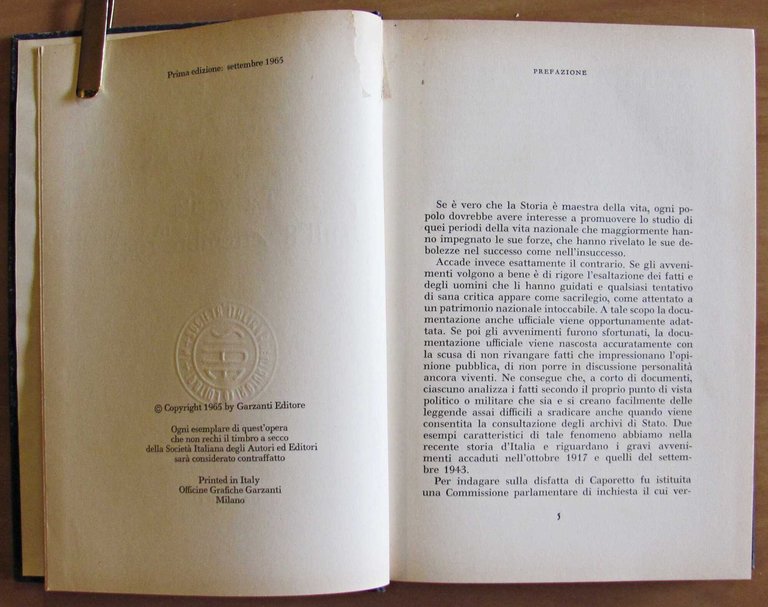 Prima edizione: settembre 1965
© Copyright 1965 by Garzanti Editore
Ogni esemplare di quest'opera
che non rechi il timbro a secco
della Società Italiana degli Autori ed Editori
sarà considerato contraffatto
Printed in Italy
Officine Grafiche Garzanti
Milano
PREFAZIONE
Se è vero che la Storia è maestra della vita, ogni po-
polo dovrebbe avere interesse a promuovere lo studio di
quei periodi della vita nazionale che maggiormente han-
no impegnato le sue forze, che hanno rivelato le sue de-
bolezze nel successo come nell'insuccesso.
Accade invece esattamente il contrario. Se gli avveni-
menti volgono a bene è di rigore l'esaltazione dei fatti e
degli uomini che li hanno guidati e qualsiasi tentativo
di sana critica appare come sacrilegio, come attentato a
un patrimonio nazionale intoccabile. A tale scopo la docu-
mentazione anche ufficiale viene opportunamente adat-
tata. Se poi gli avvenimenti furono sfortunati, la docu-
mentazione ufficiale viene nascosta accuratamente con
la scusa di non rivangare fatti che impressionano l'opi-
nione pubblica, di non porre in discussione personalità
ancora viventi. Ne consegue che, a corto di documenti,
ciascuno analizza i fatti secondo il proprio punto di vista
politico o militare che sia e si creano facilmente delle
leggende assai difficili a sradicare anche quando viene
consentita la consultazione degli archivi di Stato. Due
esempi caratteristici di tale fenomeno abbiamo nella
recente storia d'Italia e riguardano i gravi avveni-
menti accaduti nell'ottobre 1917 e quelli del settem-
bre 1943.
Per indagare sulla disfatta di Caporetto fu istituita
una Commissione parlamentare di inchiesta il cui ver-
5